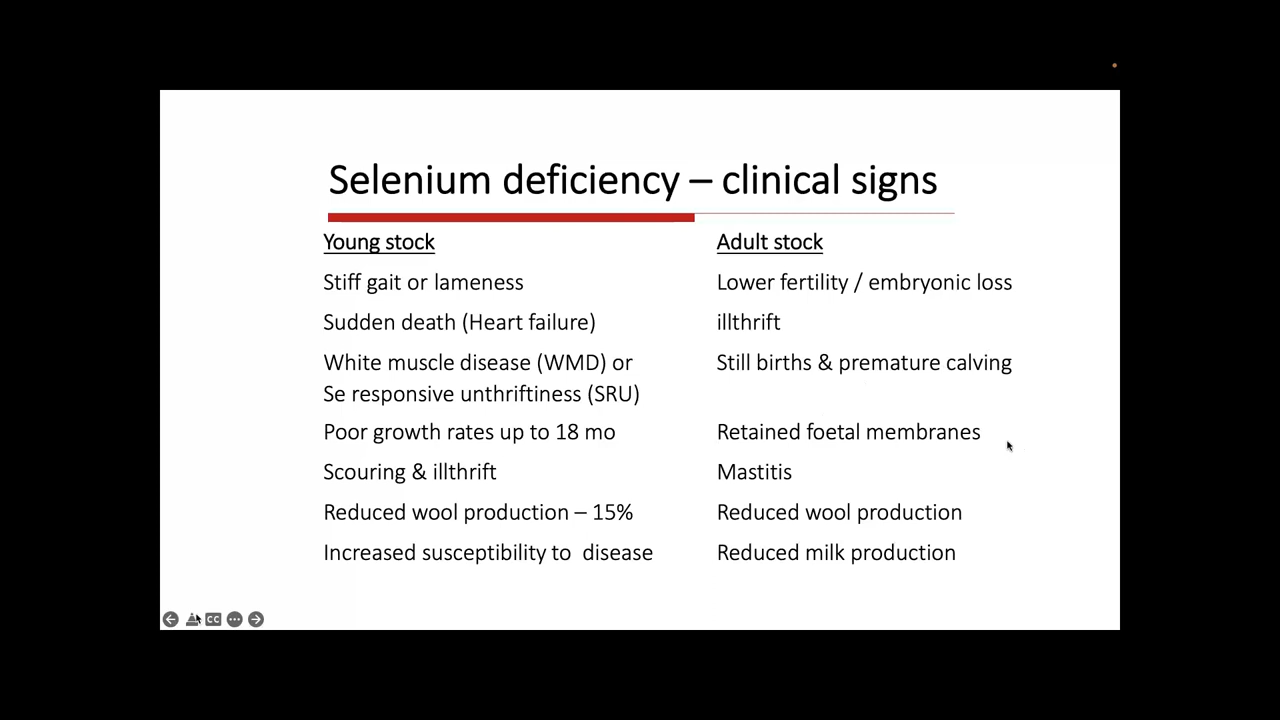 Selenium deficiency – clinical signs
Young stock
Stiff gait or lameness
Sudden death (Heart failure)
White muscle disease (WMD) or
Se responsive unthriftiness (SRU)
Poor growth rates up to 18 mo
Scouring & illthrift
Reduced wool production – 15%
Increased susceptibility to  disease
Adult stock
Lower fertility / embryonic loss
illthrift
Still births & premature calving
Retained foetal membranes
Mastitis
Reduced wool production
Reduced milk production
CC